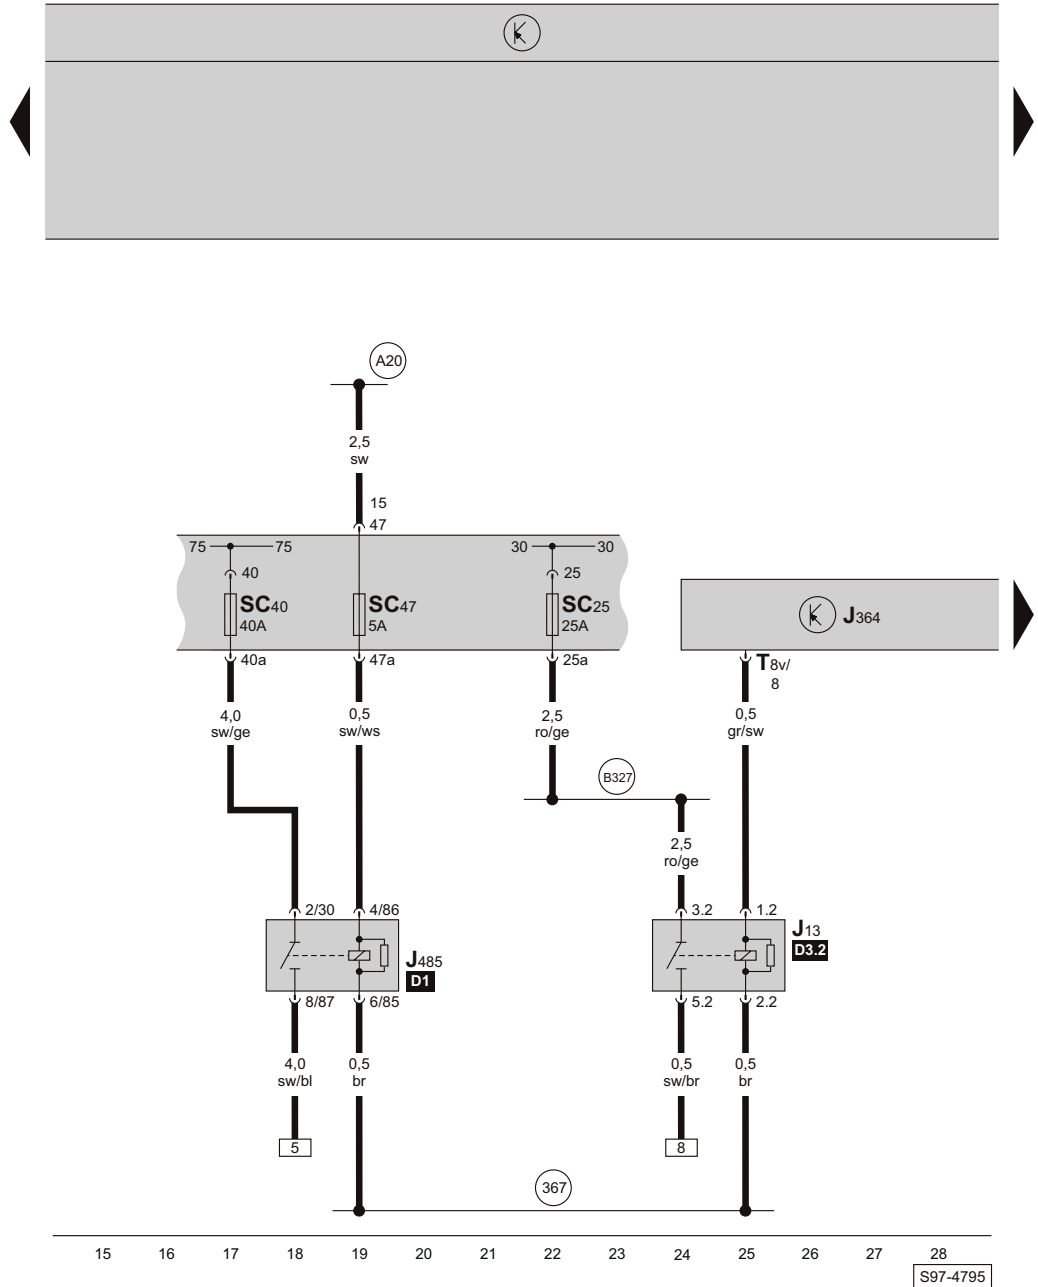 A20
2,5
sw
15
47
75 75
30 30
40
25
SC40
40A
SC47
5A
SC25
25A
J364
40a
47a
25a
T8v/
8
4,0
sw/ge
0,5
sw/ws
2,5
ro/ge
0,5
gr/sw
B327
2,5
ro/ge
2/30
4/86
3.2
1.2
J485
D1
J13
D3.2
8/87
6/85
5.2
2.2
4,0
sw/bl
0,5
br
0,5
sw/br
0,5
br
5
8
367
15 16 17 18 19 20 21 22 23 24 25 26 27 28
S97-4795